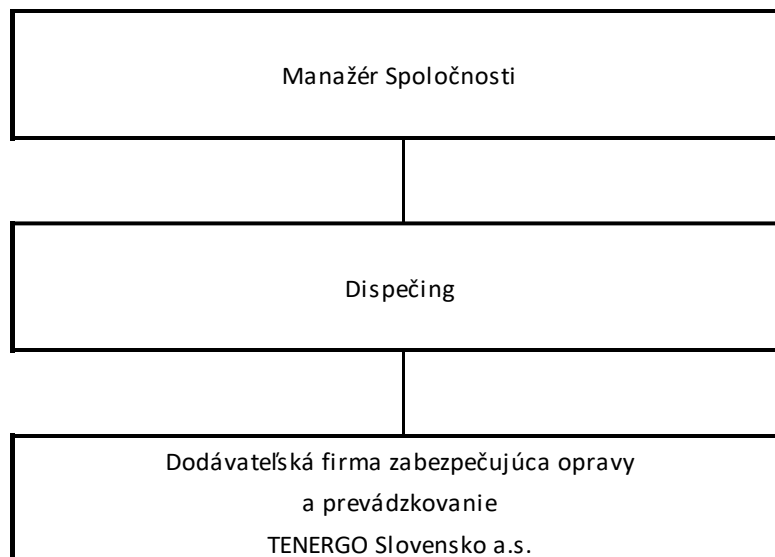 Manažér Spoločnosti
Dispečing
Dodávateľská firma zabezpečujúca opravy
a prevádzkovanie
TENERGO Slovensko a.s.